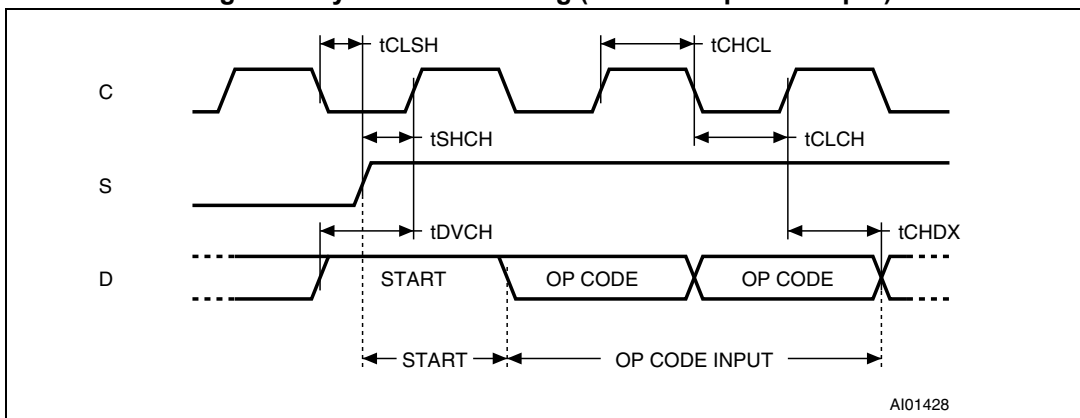 tCLSH
tCHCL
C
tSHCH
tCLCH
S
tDVCH
tCHDX
D
START
OP CODE
OP CODE
START
OP CODE INPUT
AI01428